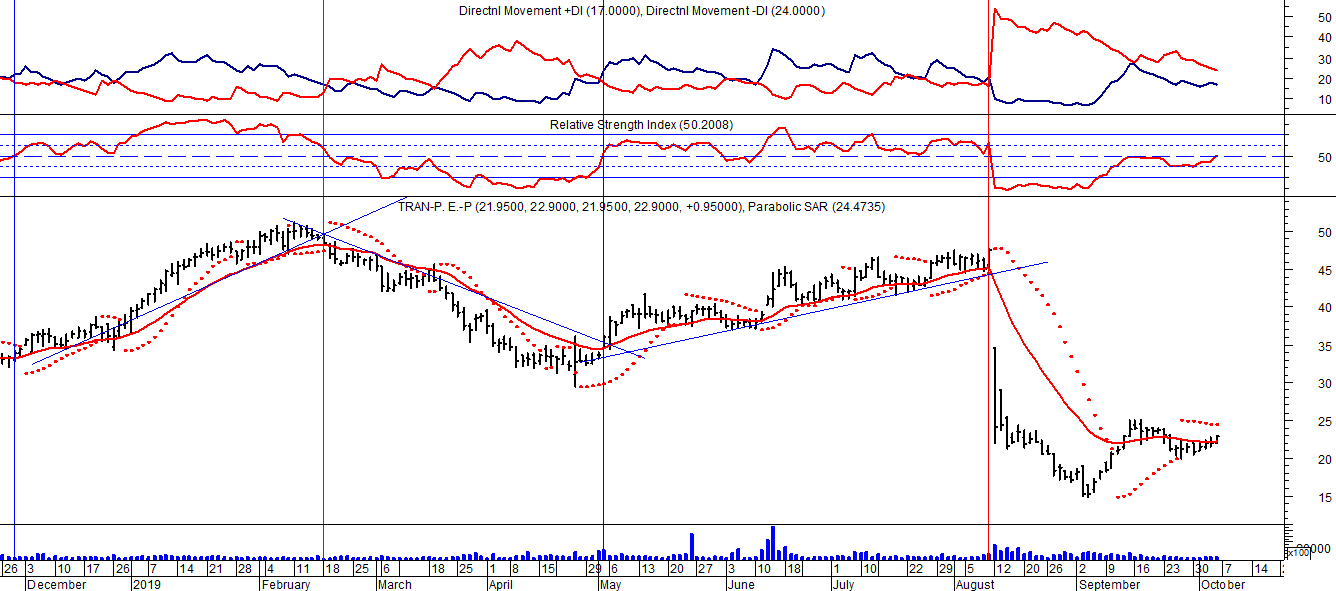 Directnl Movement +DI (17.0000), Directnl Movement -DI (24.0000)
50
40
30
20
10
Relative Strength Index (50.2008)
50
TRAN-P. E.-P (21.9500, 22.9000, 21.9500, 22.9000, +0.95000), Parabolic SAR (24.4735)
50
45
40
35
30
25
20
15
x100
26 3 10 17 26 7 14 21 28 4 11 18 25 6 18 25 1 8 15 29 6 13 20 27 3 10 18 1 10 22 29 5 12 20 26 2 9 16 23 30 7 14
December 2019 February March April May June July August September October